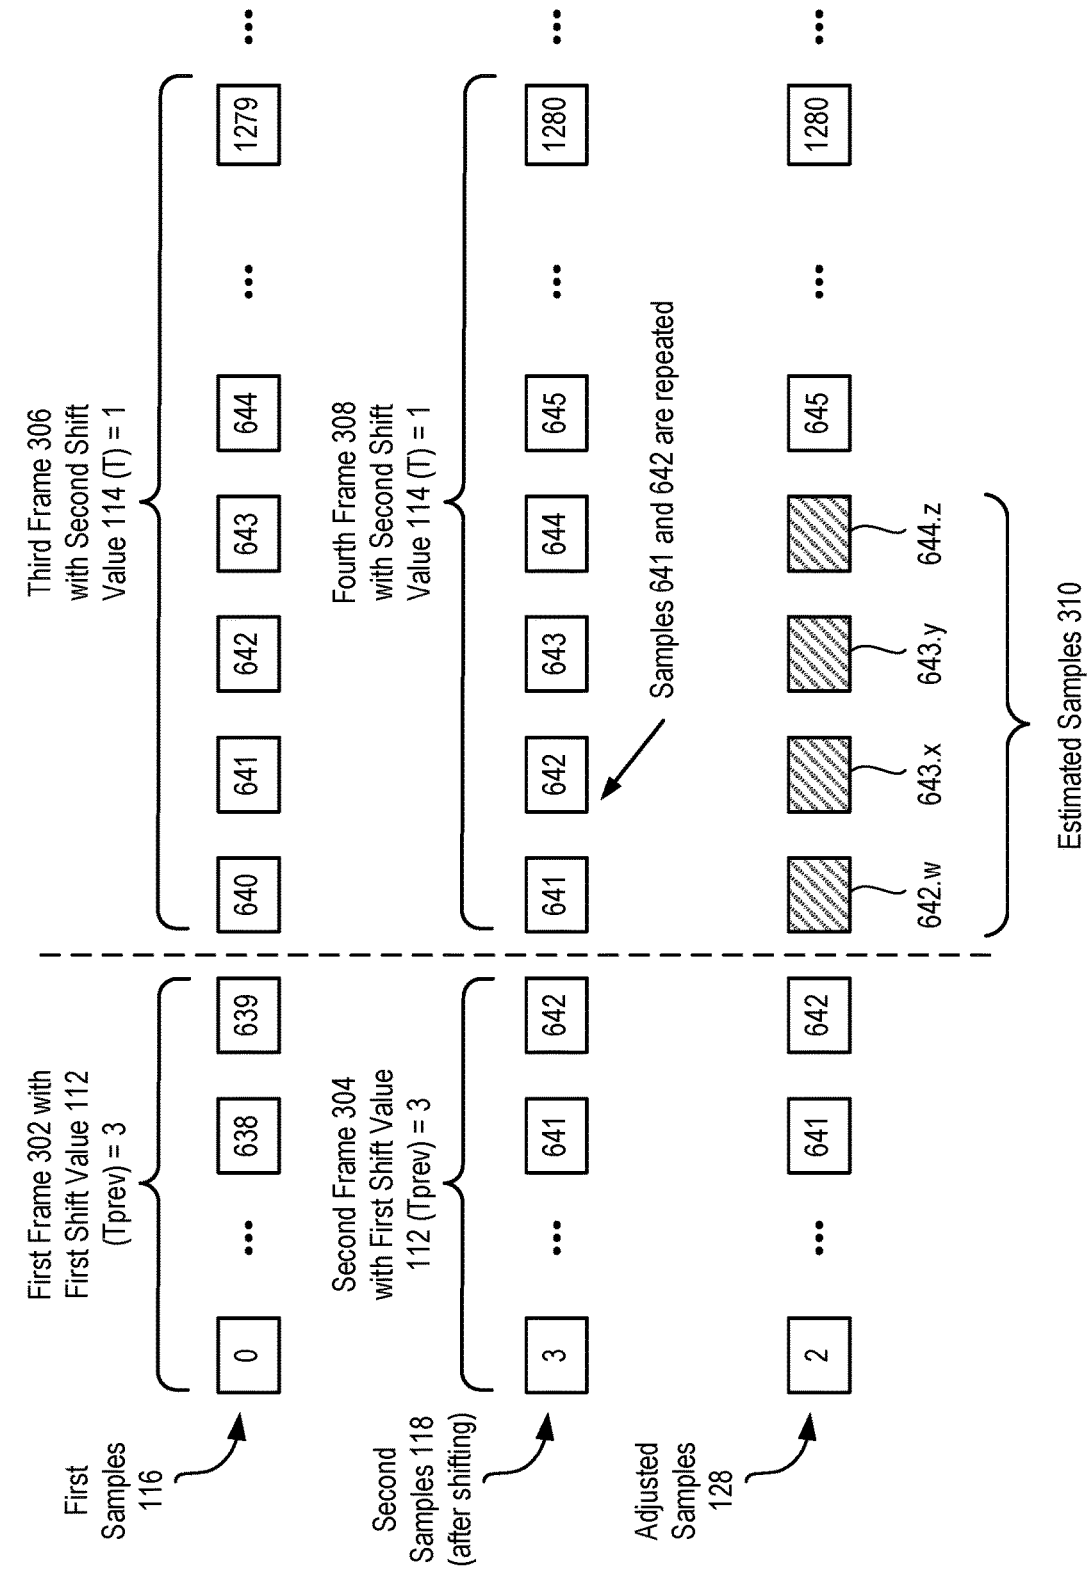 First Frame 302 with
First Shift Value 112
(Tprev) = 3
Third Frame 306
with Second Shift
Value 114 (T) = 1
First
Samples
116
0 ... 638 639 640 641 642 643 644 ... 1279 ...
Second Frame 304
with First Shift Value
112 (Tprev) = 3
Fourth Frame 308
with Second Shift
Value 114 (T) = 1
Second
Samples 118
(after shifting)
3 ... 641 642 641 642 643 644 645 ... 1280 ...
Samples 641 and 642 are repeated
Adjusted
Samples
128
2 ... 641 642 645 ... 1280 ...
642.w 643.x 643.y 644.z
Estimated Samples 310